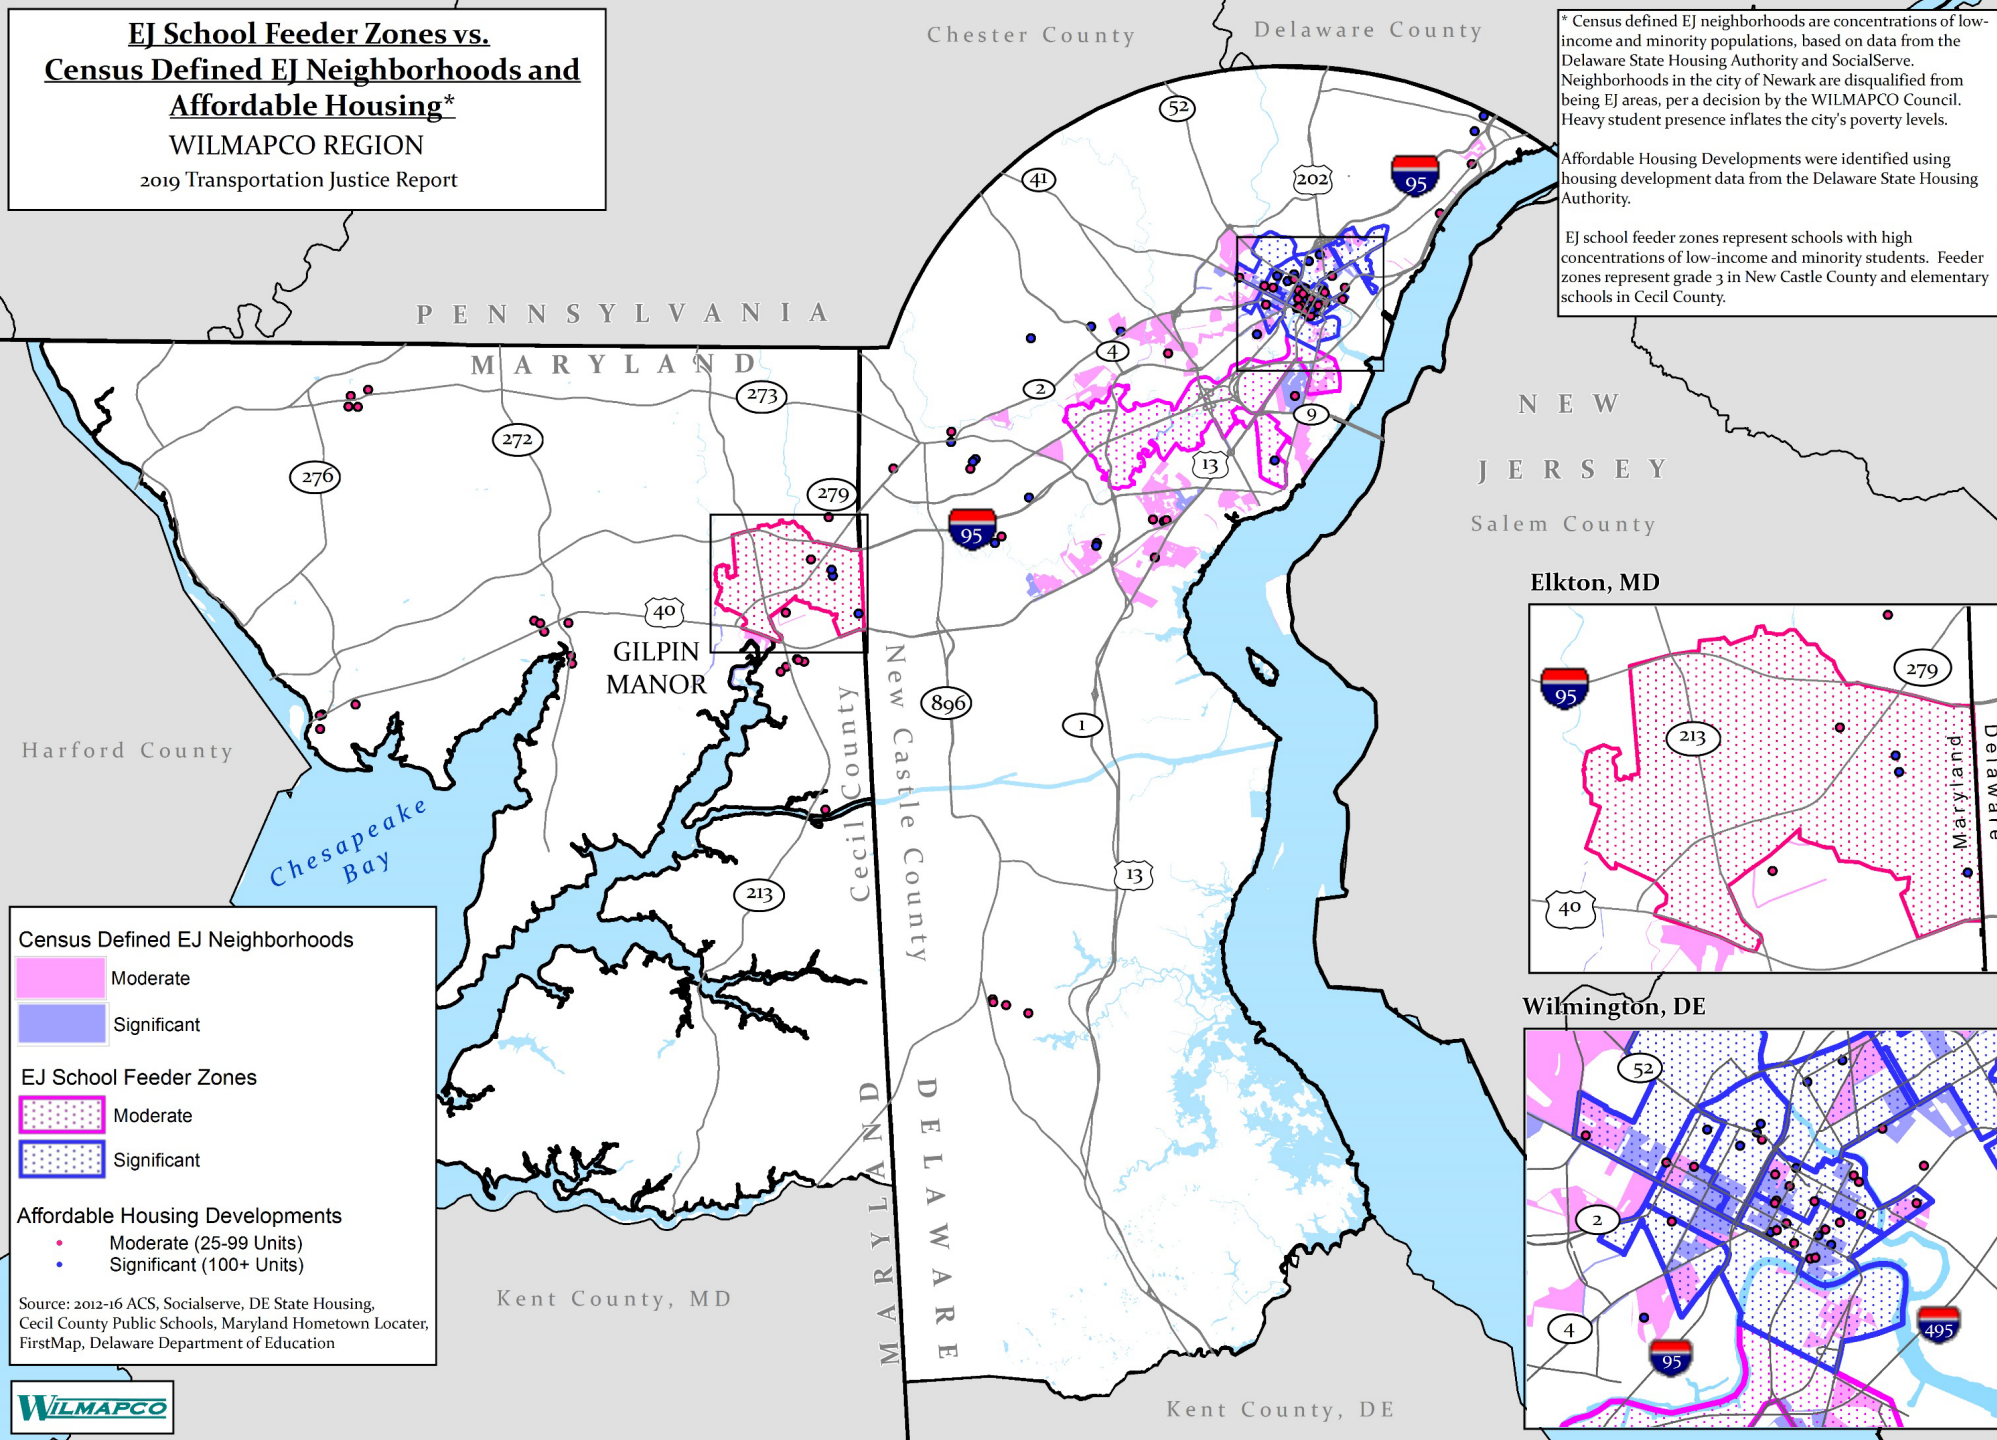 EJ School Feeder Zones vs.
Census Defined EJ Neighborhoods and
Affordable Housing*
WILMAPCO REGION
2019 Transportation Justice Report
* Census defined EJ neighborhoods are concentrations of low-
income and minority populations, based on data from the
Delaware State Housing Authority and SocialServe.
Neighborhoods in the city of Newark are disqualified from
being EJ areas, per a decision by the WILMAPCO Council.
Heavy student presence inflates the city's poverty levels.
Affordable Housing Developments were identified using
housing development data from the Delaware State Housing
Authority.
EJ school feeder zones represent schools with high
concentrations of low-income and minority students. Feeder
zones represent grade 3 in New Castle County and elementary
schools in Cecil County.
Chester County
Delaware County
52
41
202
95
PENNSYLVANIA
MARYLAND
4
2
273
9
272
13
276
279
95
NEW
JERSEY
Salem County
40
GILPIN
MANOR
896
1
Harford County
Cecil County
New Castle County
Chesapeake
Bay
213
13
MARYLAND
DELAWARE
Kent County, MD
Kent County, DE
Elkton, MD
95
279
213
Maryland
Delaware
40
Wilmington, DE
52
2
4
95
495
Census Defined EJ Neighborhoods
Moderate
Significant
EJ School Feeder Zones
Moderate
Significant
Affordable Housing Developments
Moderate (25-99 Units)
Significant (100+ Units)
Source: 2012-16 ACS, Socialserve, DE State Housing,
Cecil County Public Schools, Maryland Hometown Locater,
FirstMap, Delaware Department of Education
WILMAPCO